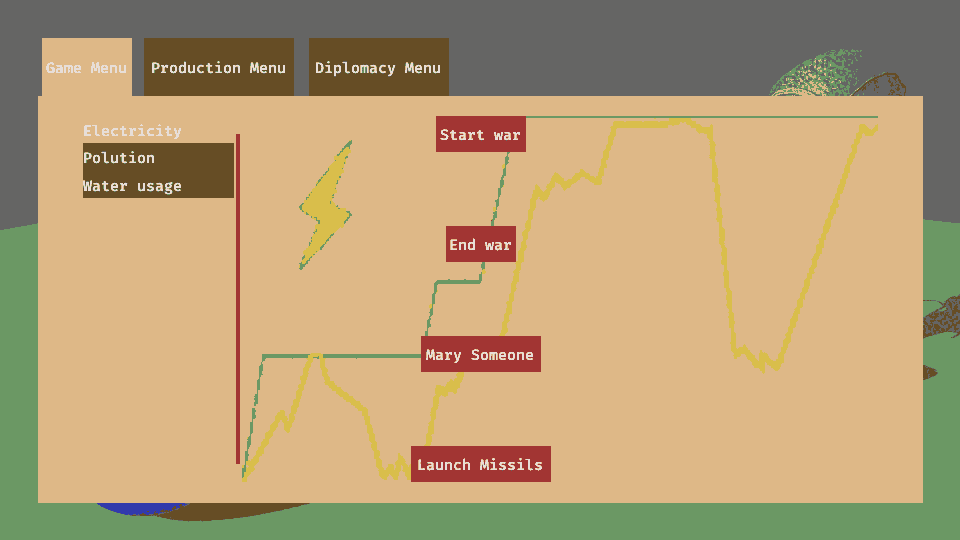 Game Menu
Production Menu
Diplomacy Menu
Electricity
Polution
Water usage
Start war
End war
Mary Someone
Launch Missils